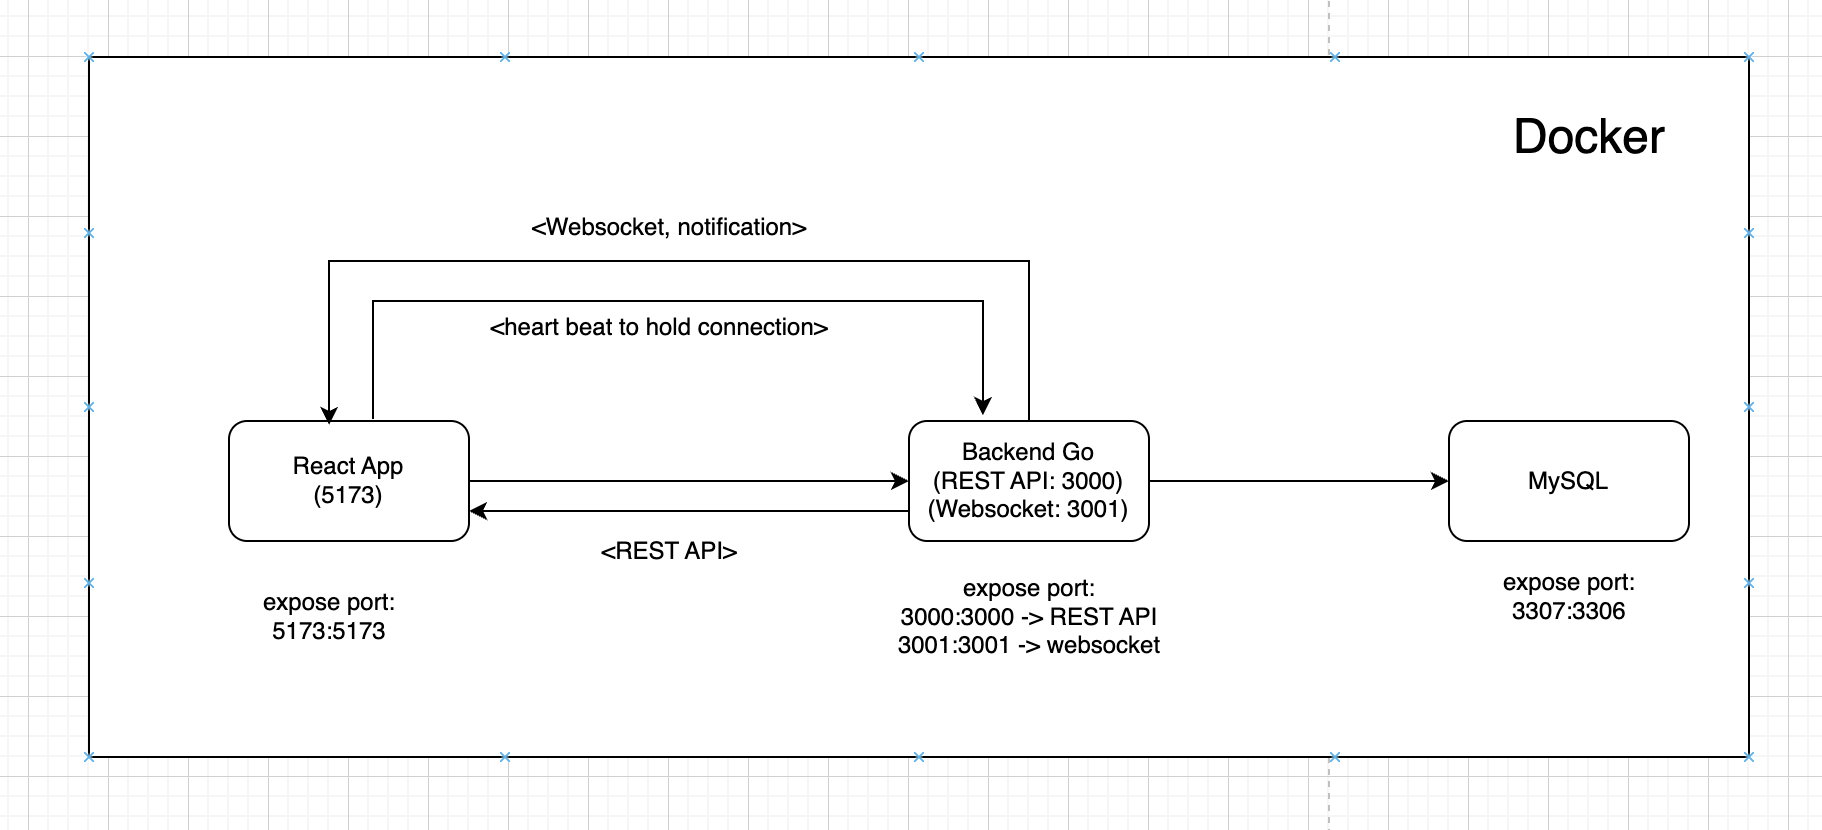 Docker
<Websocket, notification>
<heart beat to hold connection>
React App
(5173)
Backend Go
(REST API: 3000)
(Websocket: 3001)
MySQL
<REST API>
expose port:
5173:5173
expose port:
3000:3000 -> REST API
3001:3001 -> websocket
expose port:
3307:3306